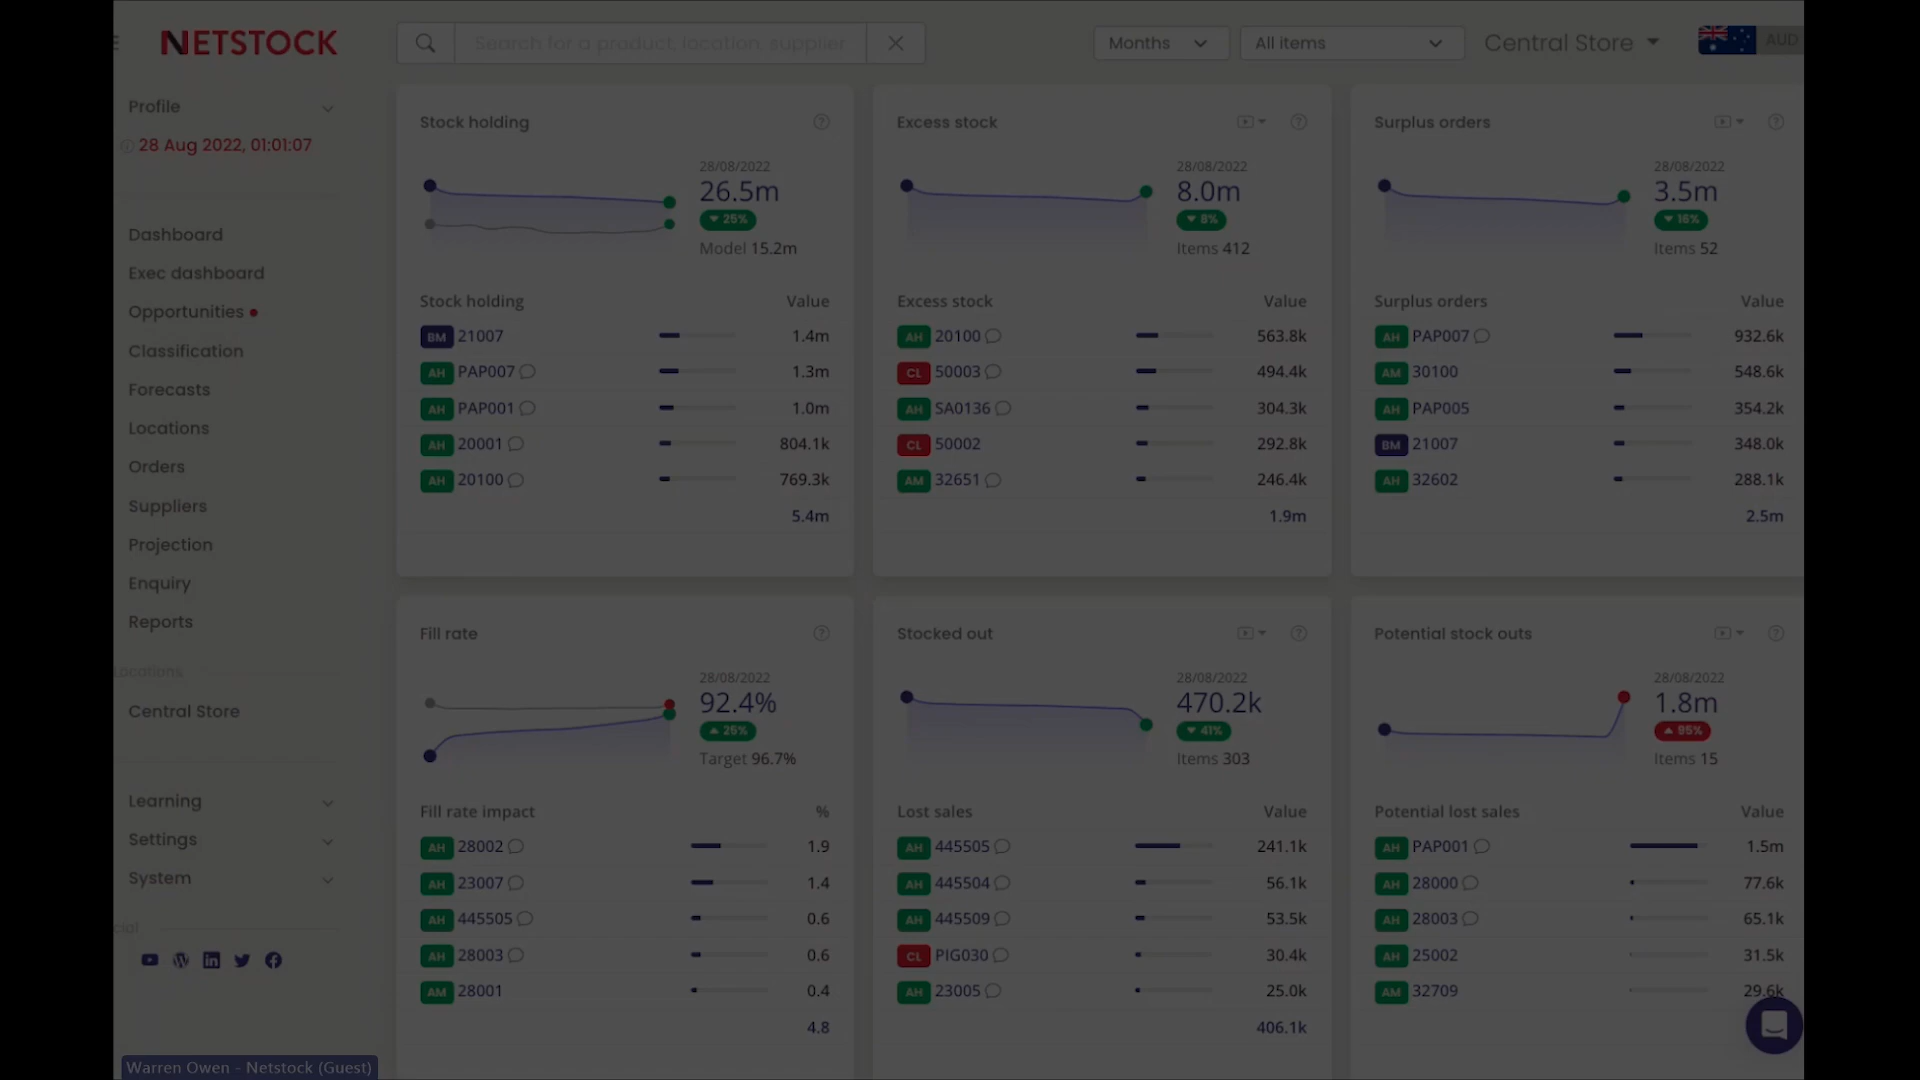 NETSTOCK
Search for a product, location, supplier
Months
All items
Central Store
AUD
Profile
28 Aug 2022, 01:01:07
Dashboard
Exec dashboard
Opportunities
Classification
Forecasts
Locations
Orders
Suppliers
Projection
Enquiry
Reports
Locations
Central Store
Learning
Settings
System
cial
Stock holding
28/08/2022
26.5m
25%
Model 15.2m
Stock holding Value
BM 21007 1.4m
AH PAP007 1.3m
AH PAP001 1.0m
AH 20001 804.1k
AH 20100 769.3k
5.4m
Excess stock
28/08/2022
8.0m
8%
Items 412
Excess stock Value
AH 20100 563.8k
CL 50003 494.4k
AH SA0136 304.3k
CL 50002 292.8k
AM 32651 246.4k
1.9m
Surplus orders
28/08/2022
3.5m
16%
Items 52
Surplus orders Value
AH PAP007 932.6k
AM 30100 548.6k
AH PAP005 354.2k
BM 21007 348.0k
AH 32602 288.1k
2.5m
Fill rate
28/08/2022
92.4%
25%
Target 96.7%
Fill rate impact %
AH 28002 1.9
AH 23007 1.4
AH 445505 0.6
AH 28003 0.6
AM 28001 0.4
4.8
Stocked out
28/08/2022
470.2k
41%
Items 303
Lost sales Value
AH 445505 241.1k
AH 445504 56.1k
AH 445509 53.5k
CL PIG030 30.4k
AH 23005 25.0k
406.1k
Potential stock outs
28/08/2022
1.8m
95%
Items 15
Potential lost sales Value
AH PAP001 1.5m
AH 28000 77.6k
AH 28003 65.1k
AH 25002 31.5k
AM 32709 29.6k
Warren Owen - Netstock (Guest)